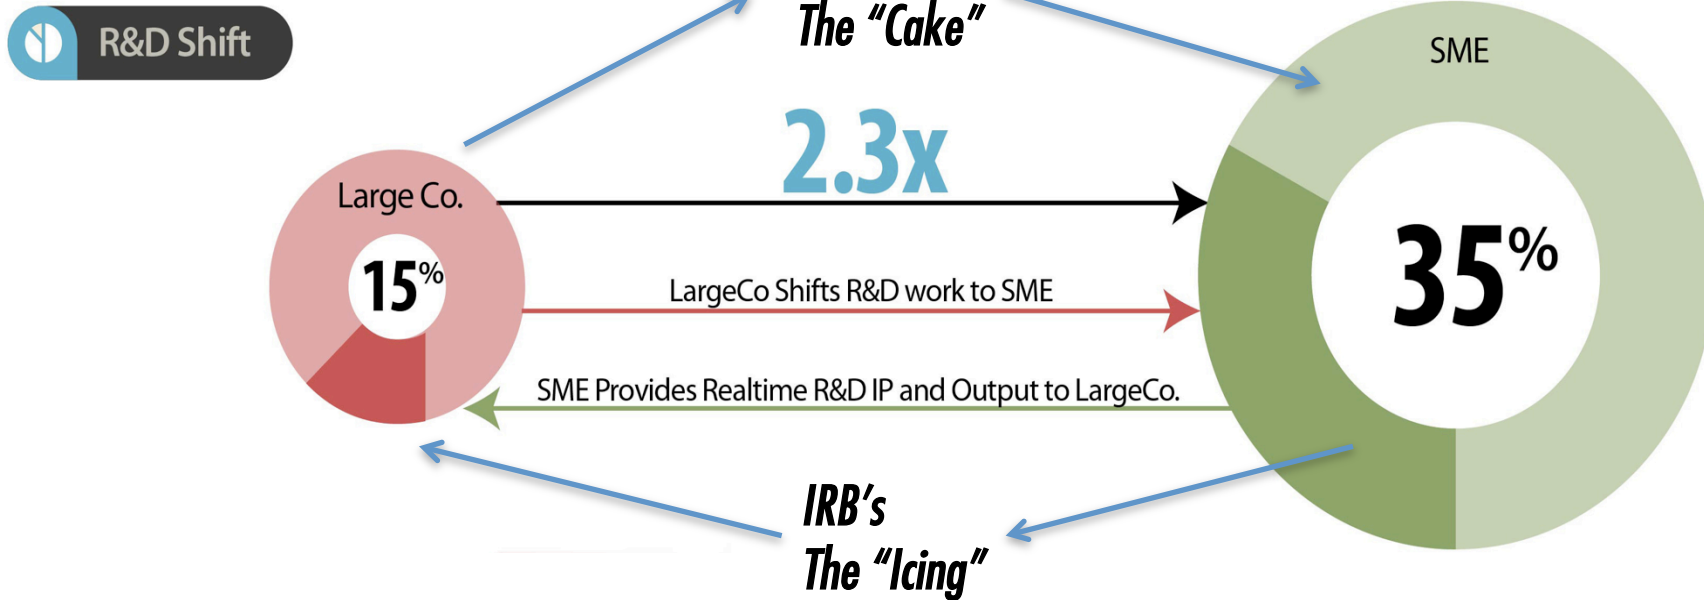 R&D Shift
The “Cake”
SME
2.3x
Large Co.
15%
35%
LargeCo Shifts R&D work to SME
SME Provides Realtime R&D IP and Output to LargeCo.
IRB’s
The “Icing”